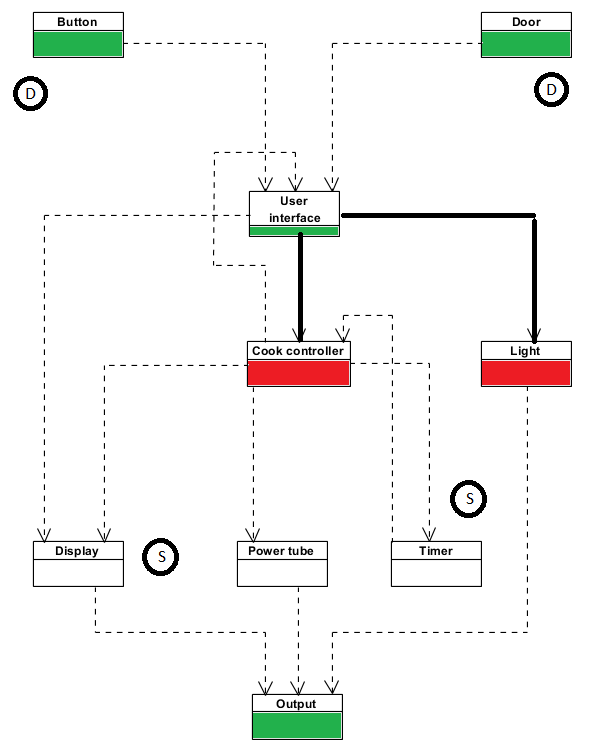 Button
Door
D
D
User
interface
Cook controller
Light
S
Display
S
Power tube
Timer
Output